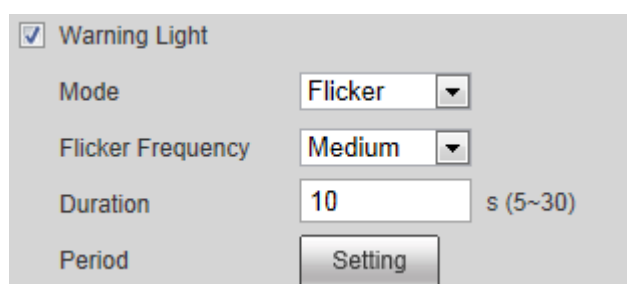 Warning Light
Mode Flicker
Flicker Frequency Medium
Duration 10 s (5~30)
Period Setting